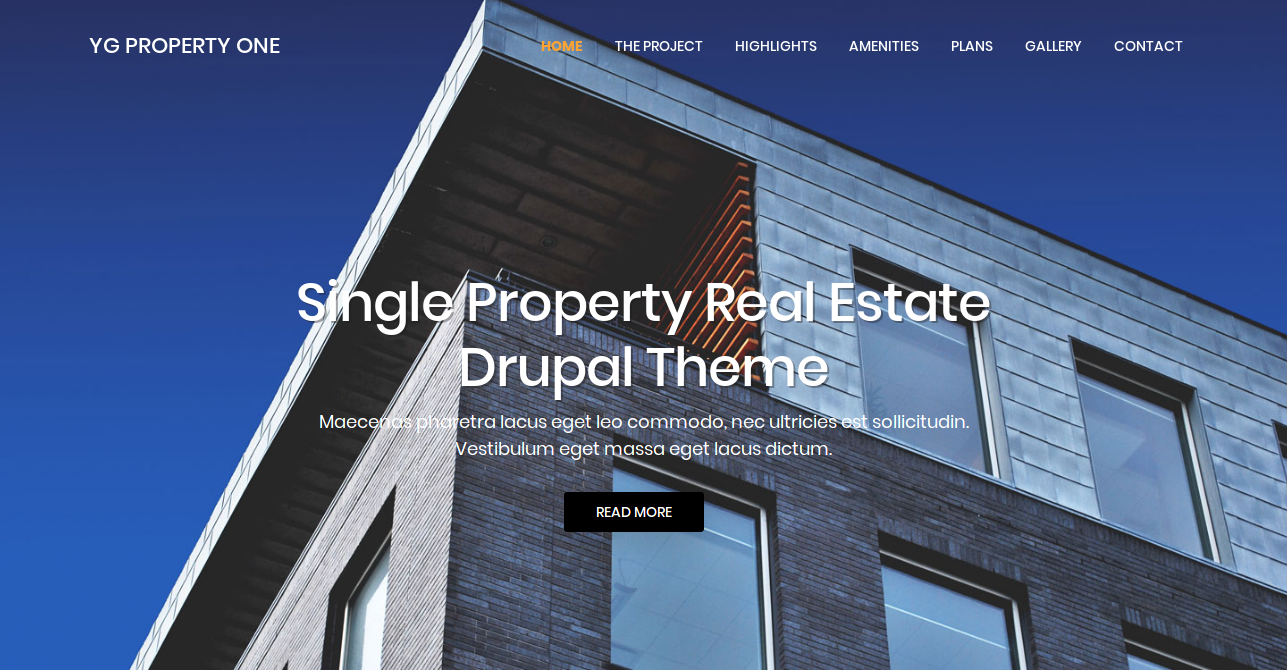 YG PROPERTY ONE
HOME THE PROJECT HIGHLIGHTS AMENITIES PLANS GALLERY CONTACT
Single Property Real Estate
Drupal Theme
Maecenas pharetra lacus eget leo commodo, nec ultricies est sollicitudin.
Vestibulum eget massa eget lacus dictum.
READ MORE